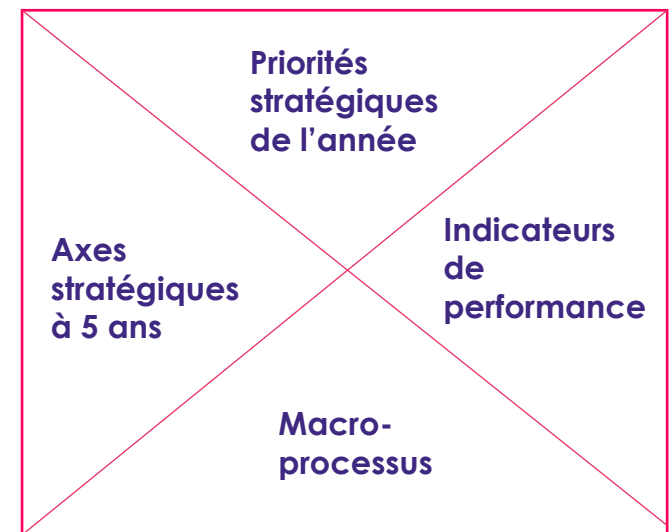 Priorités
stratégiques
de l’année
Axes
stratégiques
à 5 ans
Indicateurs
de
performance
Macro-
processus